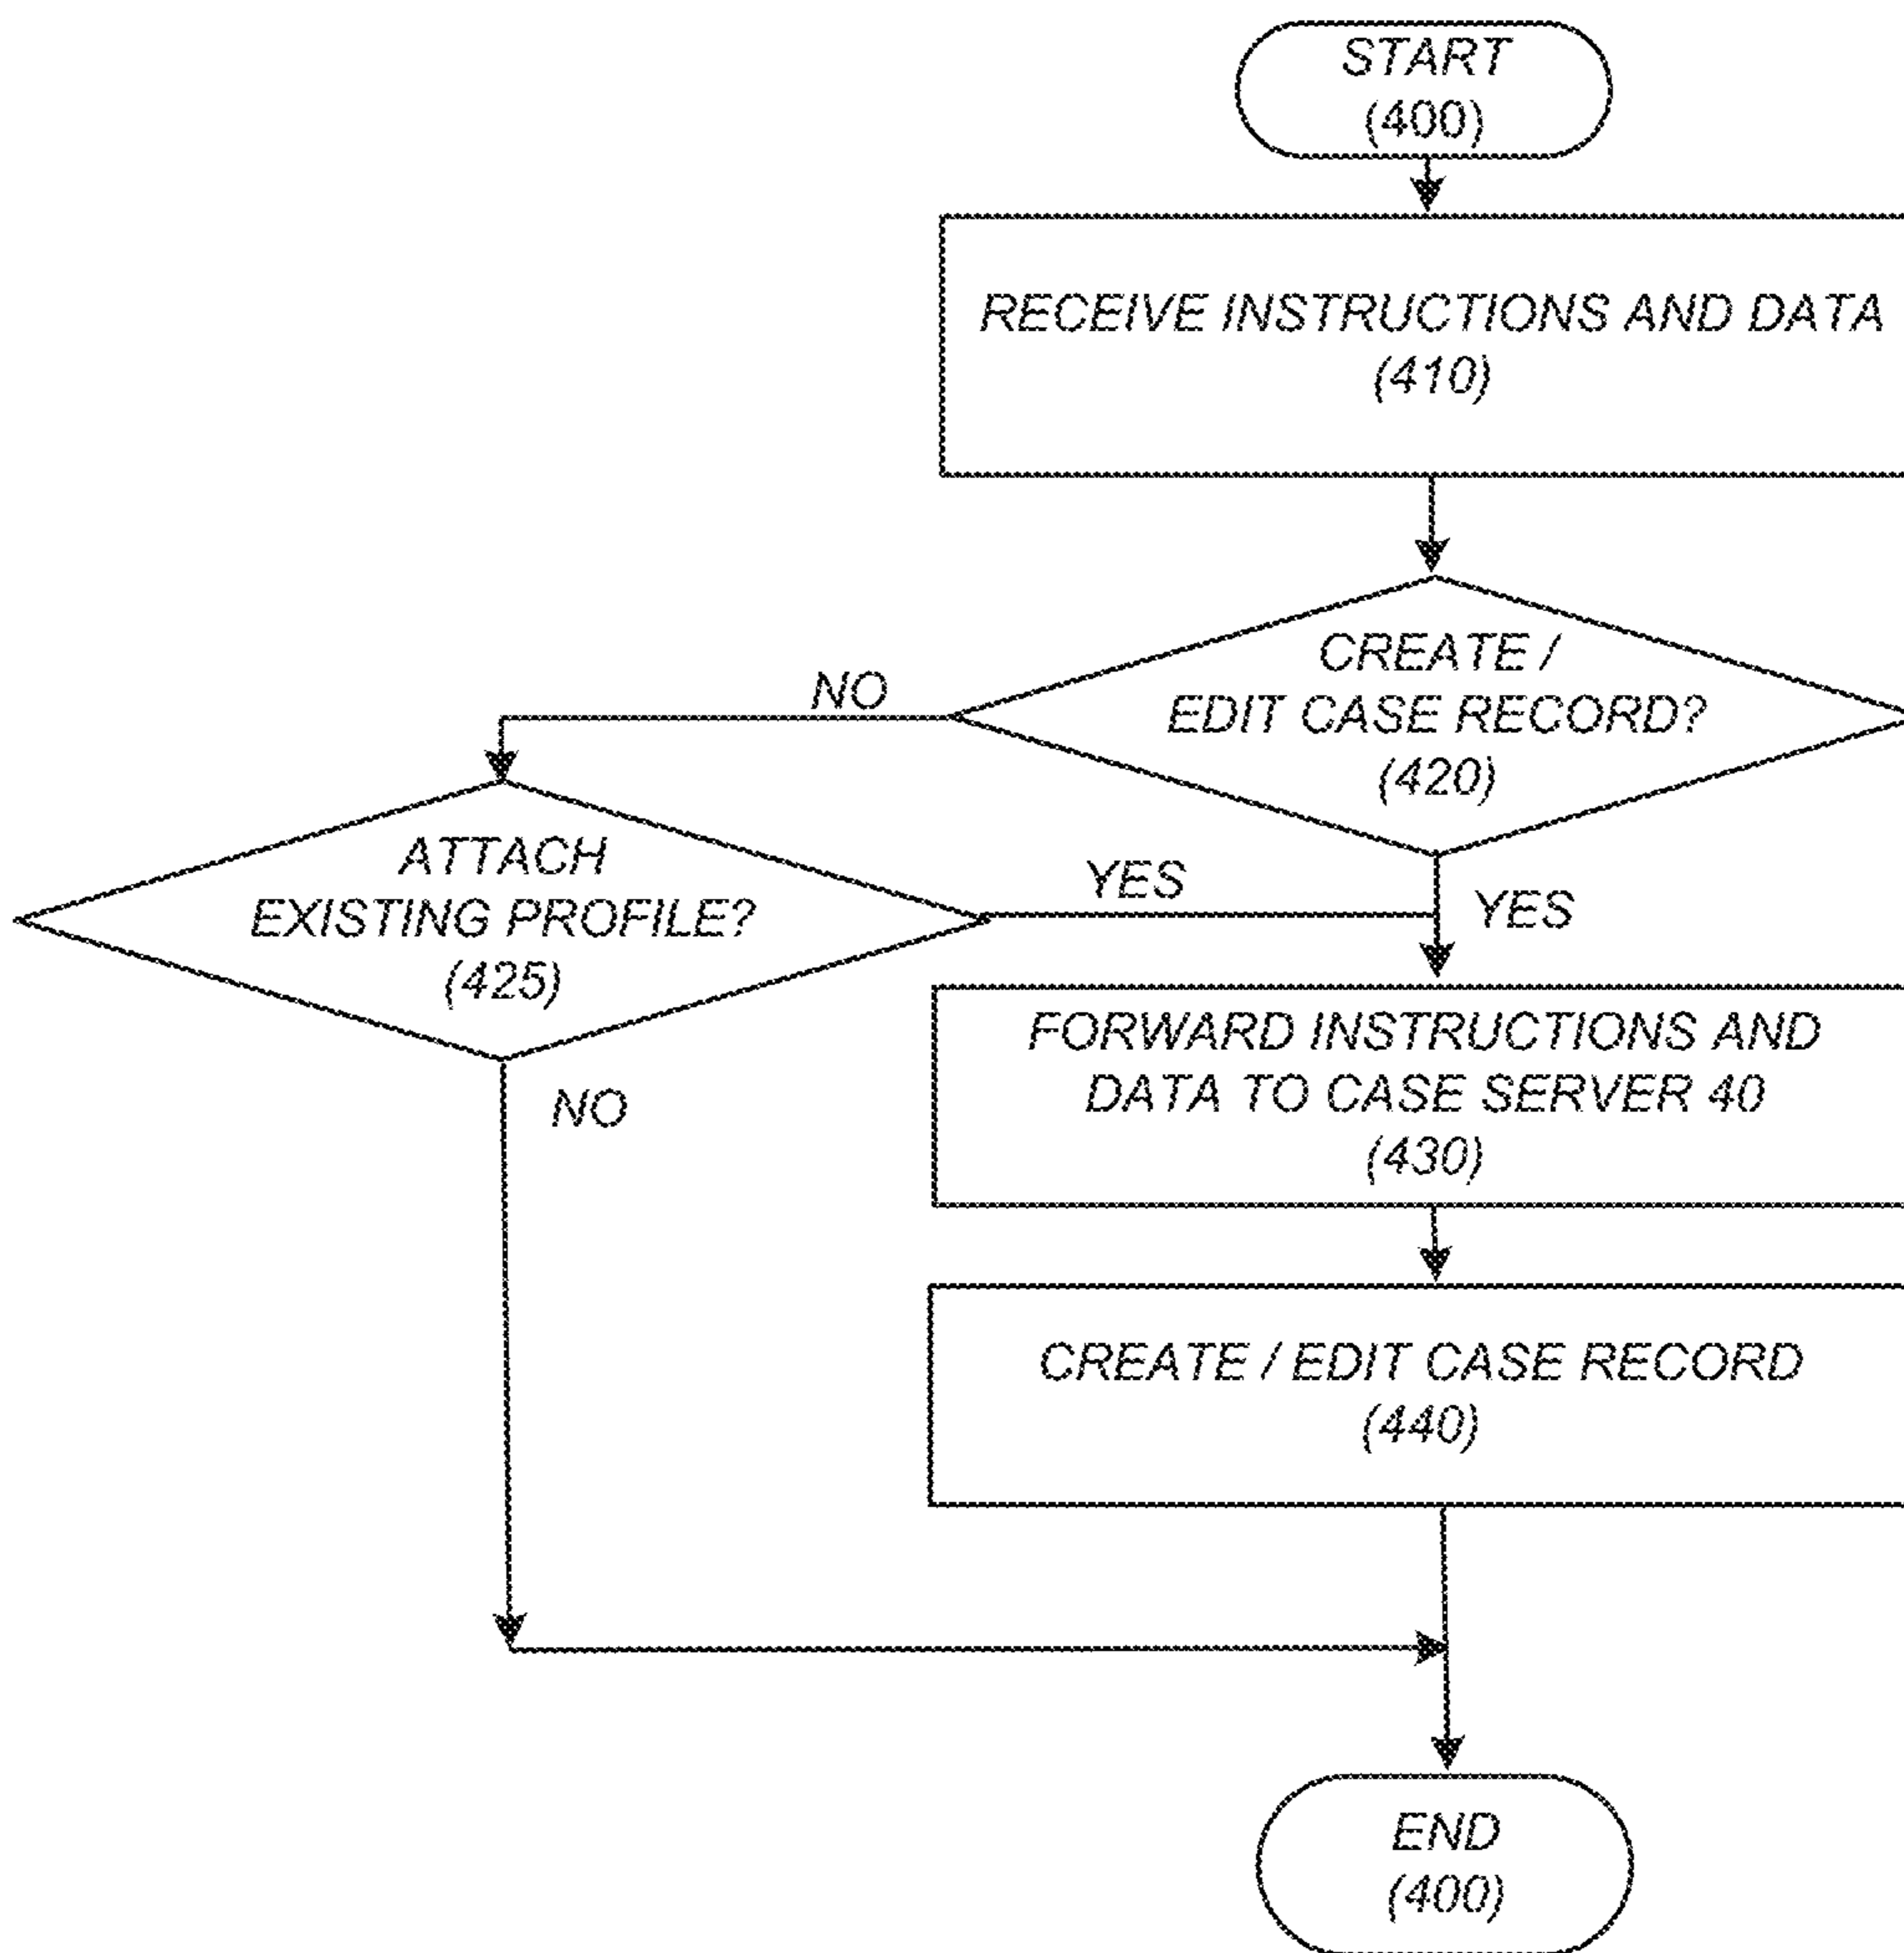 START
(400)
RECEIVE INSTRUCTIONS AND DATA
(410)
CREATE /
EDIT CASE RECORD?
(420)
NO
ATTACH
EXISTING PROFILE?
(425)
YES
YES
NO
FORWARD INSTRUCTIONS AND
DATA TO CASE SERVER 40
(430)
CREATE / EDIT CASE RECORD
(440)
END
(400)